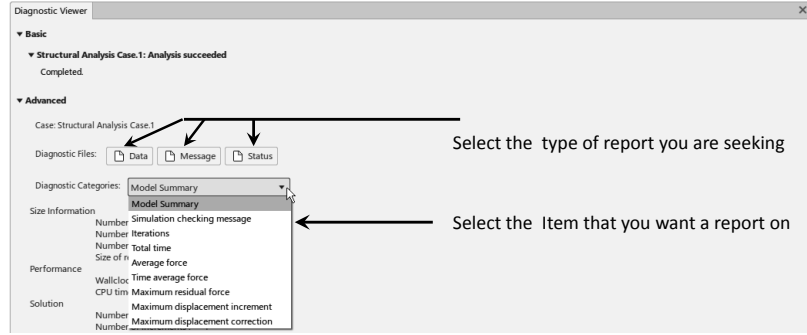 Diagnostic Viewer
Basic
Structural Analysis Case.1: Analysis succeeded
Completed.
Advanced
Case: Structural Analysis Case.1
Select the type of report you are seeking
Diagnostic Files: Data Message Status
Diagnostic Categories: Model Summary
Model Summary
Size Information
Simulation checking message
Number
Select the Item that you want a report on
Number Iterations
Number Total time
Size of
Average force
Performance
Time average force
Wallcloc
CPU tim Maximum residual force
Solution
Maximum displacement increment
Number
Maximum displacement correction
Number